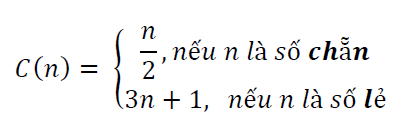 C(n) = { n/2, nếu n là số chẵn
3n + 1, nếu n là số lẻ